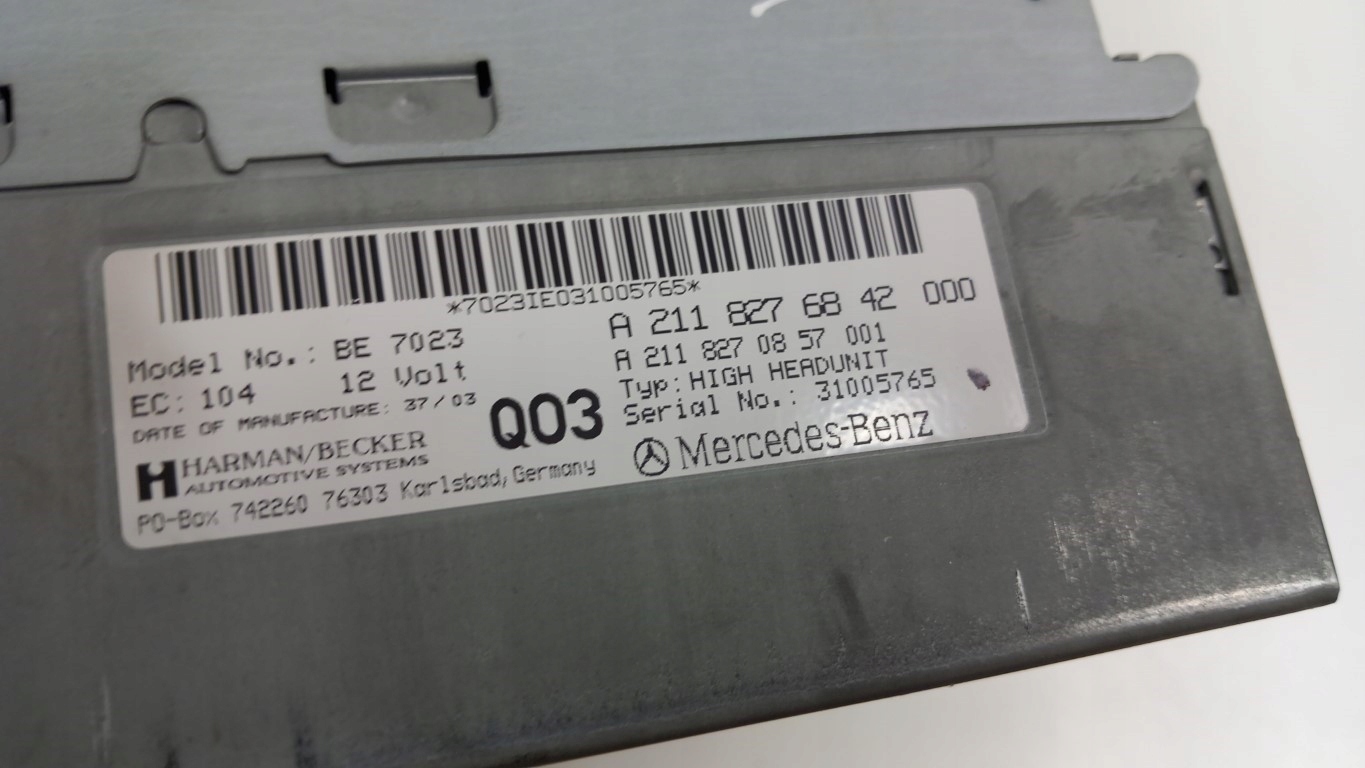 *7023IE031005765*
Model No.: BE 7023
EC: 104 12 Volt
DATE OF MANUFACTURE: 37/03
HARMAN/BECKER
AUTOMOTIVE SYSTEMS
PO-Box 742260 76303 Karlsbad, Germany
Q03
A 211 827 68 42 000
A 211 827 08 57 001
Typ: HIGH HEADUNIT
Serial No.: 31005765
Mercedes-Benz